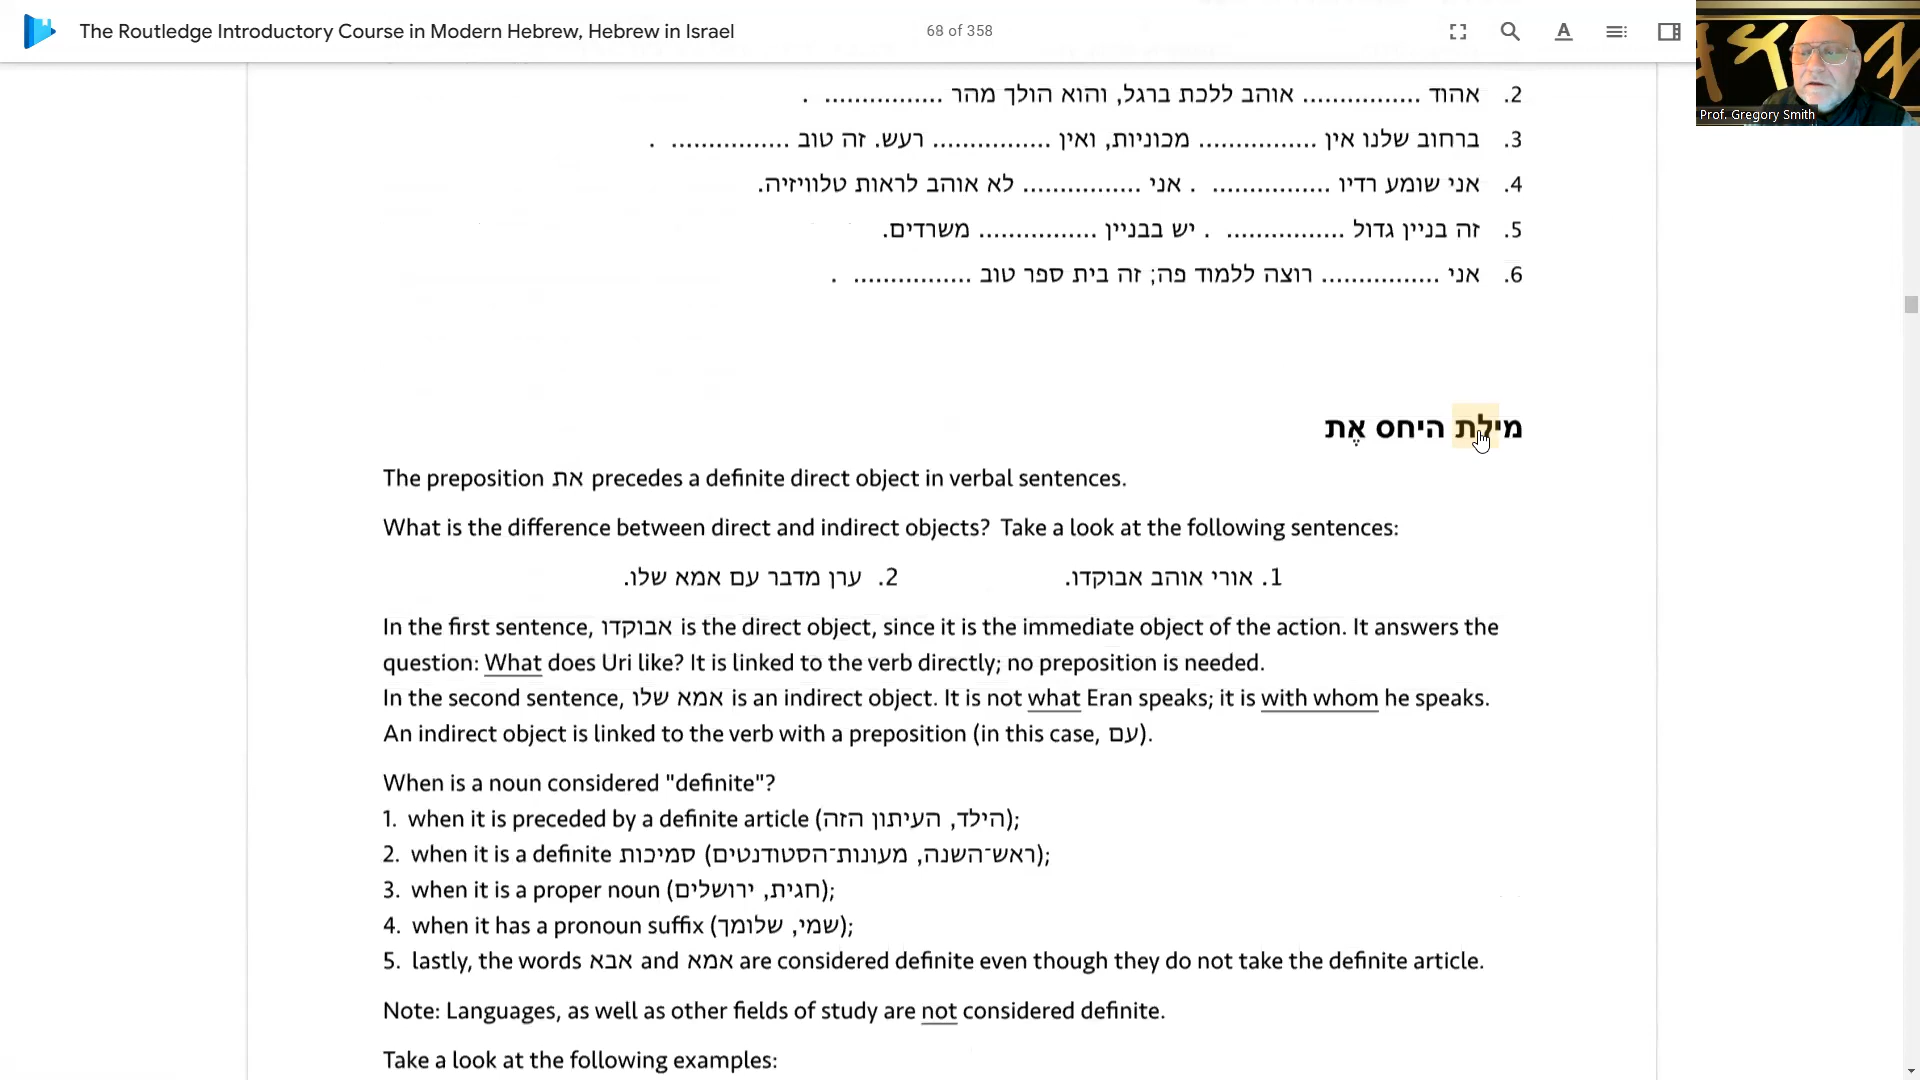 The Routledge Introductory Course in Modern Hebrew, Hebrew in Israel
68 of 358
Prof. Gregory Smith
2. אהוד ................ אוהב ללכת ברגל, והוא הולך מהר ................ .
3. ברחוב שלנו אין ................ מכוניות, ואין ................ רעש. זה טוב ................ .
4. אני שומע רדיו ................ . אני ................ לא אוהב לראות טלוויזיה.
5. זה בניין גדול ................ . יש בבניין ................ משרדים.
6. אני ................ רוצה ללמוד פה; זה בית ספר טוב ................ .
מילת היחס אֶת
The preposition את precedes a definite direct object in verbal sentences.
What is the difference between direct and indirect objects? Take a look at the following sentences:
1. אורי אוהב אבוקדו. 2. ערן מדבר עם אמא שלו.
In the first sentence, אבוקדו is the direct object, since it is the immediate object of the action. It answers the
question: What does Uri like? It is linked to the verb directly; no preposition is needed.
In the second sentence, אמא שלו is an indirect object. It is not what Eran speaks; it is with whom he speaks.
An indirect object is linked to the verb with a preposition (in this case, עם).
When is a noun considered "definite"?
1. when it is preceded by a definite article (הילד, העיתון הזה);
2. when it is a definite סמיכות (ראש־השנה, מעונות־הסטודנטים);
3. when it is a proper noun (חגית, ירושלים);
4. when it has a pronoun suffix (שמי, שלומך);
5. lastly, the words אבא and אמא are considered definite even though they do not take the definite article.
Note: Languages, as well as other fields of study are not considered definite.
Take a look at the following examples: